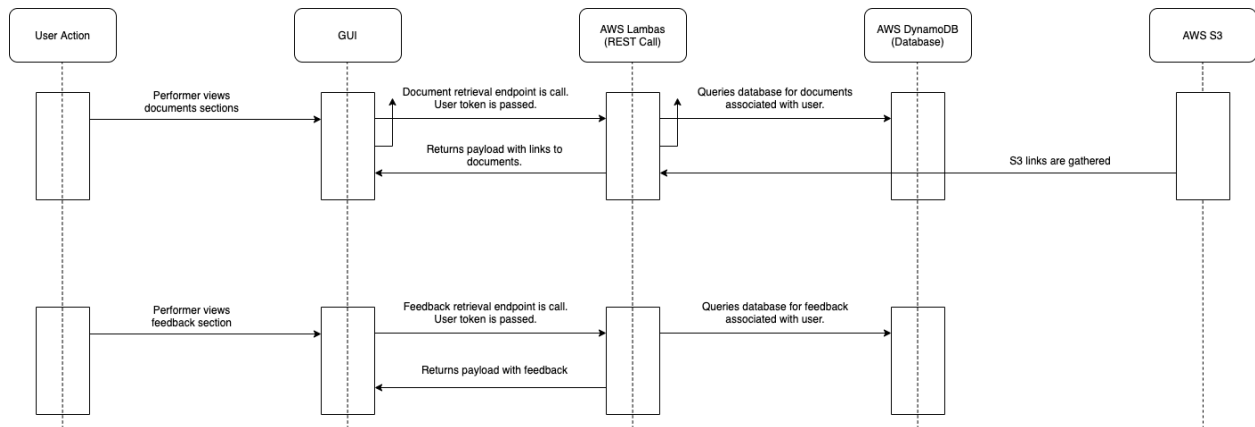 User Action
GUI
AWS Lambas
(REST Call)
AWS DynamoDB
(Database)
AWS S3
Performer views
documents sections
Document retrieval endpoint is call.
User token is passed.
Queries database for documents
associated with user.
Returns payload with links to
documents.
S3 links are gathered
Performer views
feedback section
Feedback retrieval endpoint is call.
User token is passed.
Queries database for feedback
associated with user.
Returns payload with feedback